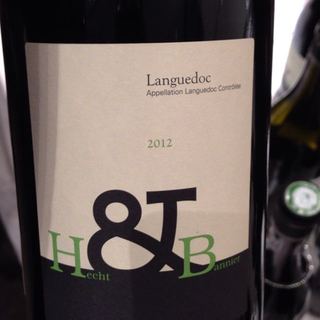 Languedoc
Appellation Languedoc Contrôlée
2012
Hecht & Bannier